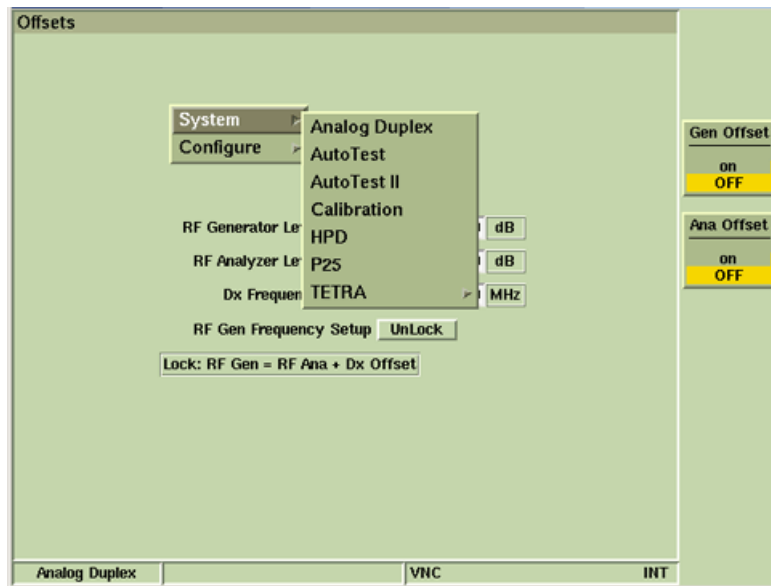 Offsets
System
Configure
Analog Duplex
AutoTest
AutoTest II
Calibration
HPD
P25
TETRA
RF Generator Le
dB
RF Analyzer Le
dB
Dx Frequen
MHz
RF Gen Frequency Setup UnLock
Lock: RF Gen = RF Ana + Dx Offset
Gen Offset
on
OFF
Ana Offset
on
OFF
Analog Duplex VNC INT